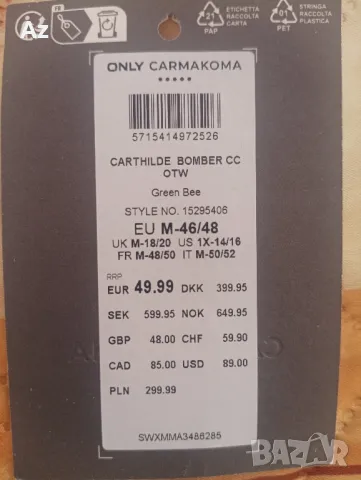 Az
FR
21
PAP
ETICHETTA
RACCOLTA
CARTA
01
PET
STRINGA
RACCOLTA
PLASTICA
ONLY CARMAKOMA
5715414972526
CARTHILDE BOMBER CC
OTW
Green Bee
STYLE NO. 15295406
EU M-46/48
UK M-18/20 US 1X-14/16
FR M-48/50 IT M-50/52
RRP
EUR 49.99 DKK 399.95
SEK 599.95 NOK 649.95
GBP 48.00 CHF 59.90
CAD 85.00 USD 89.00
PLN 299.99
SWXMMA3486285
BAZAR